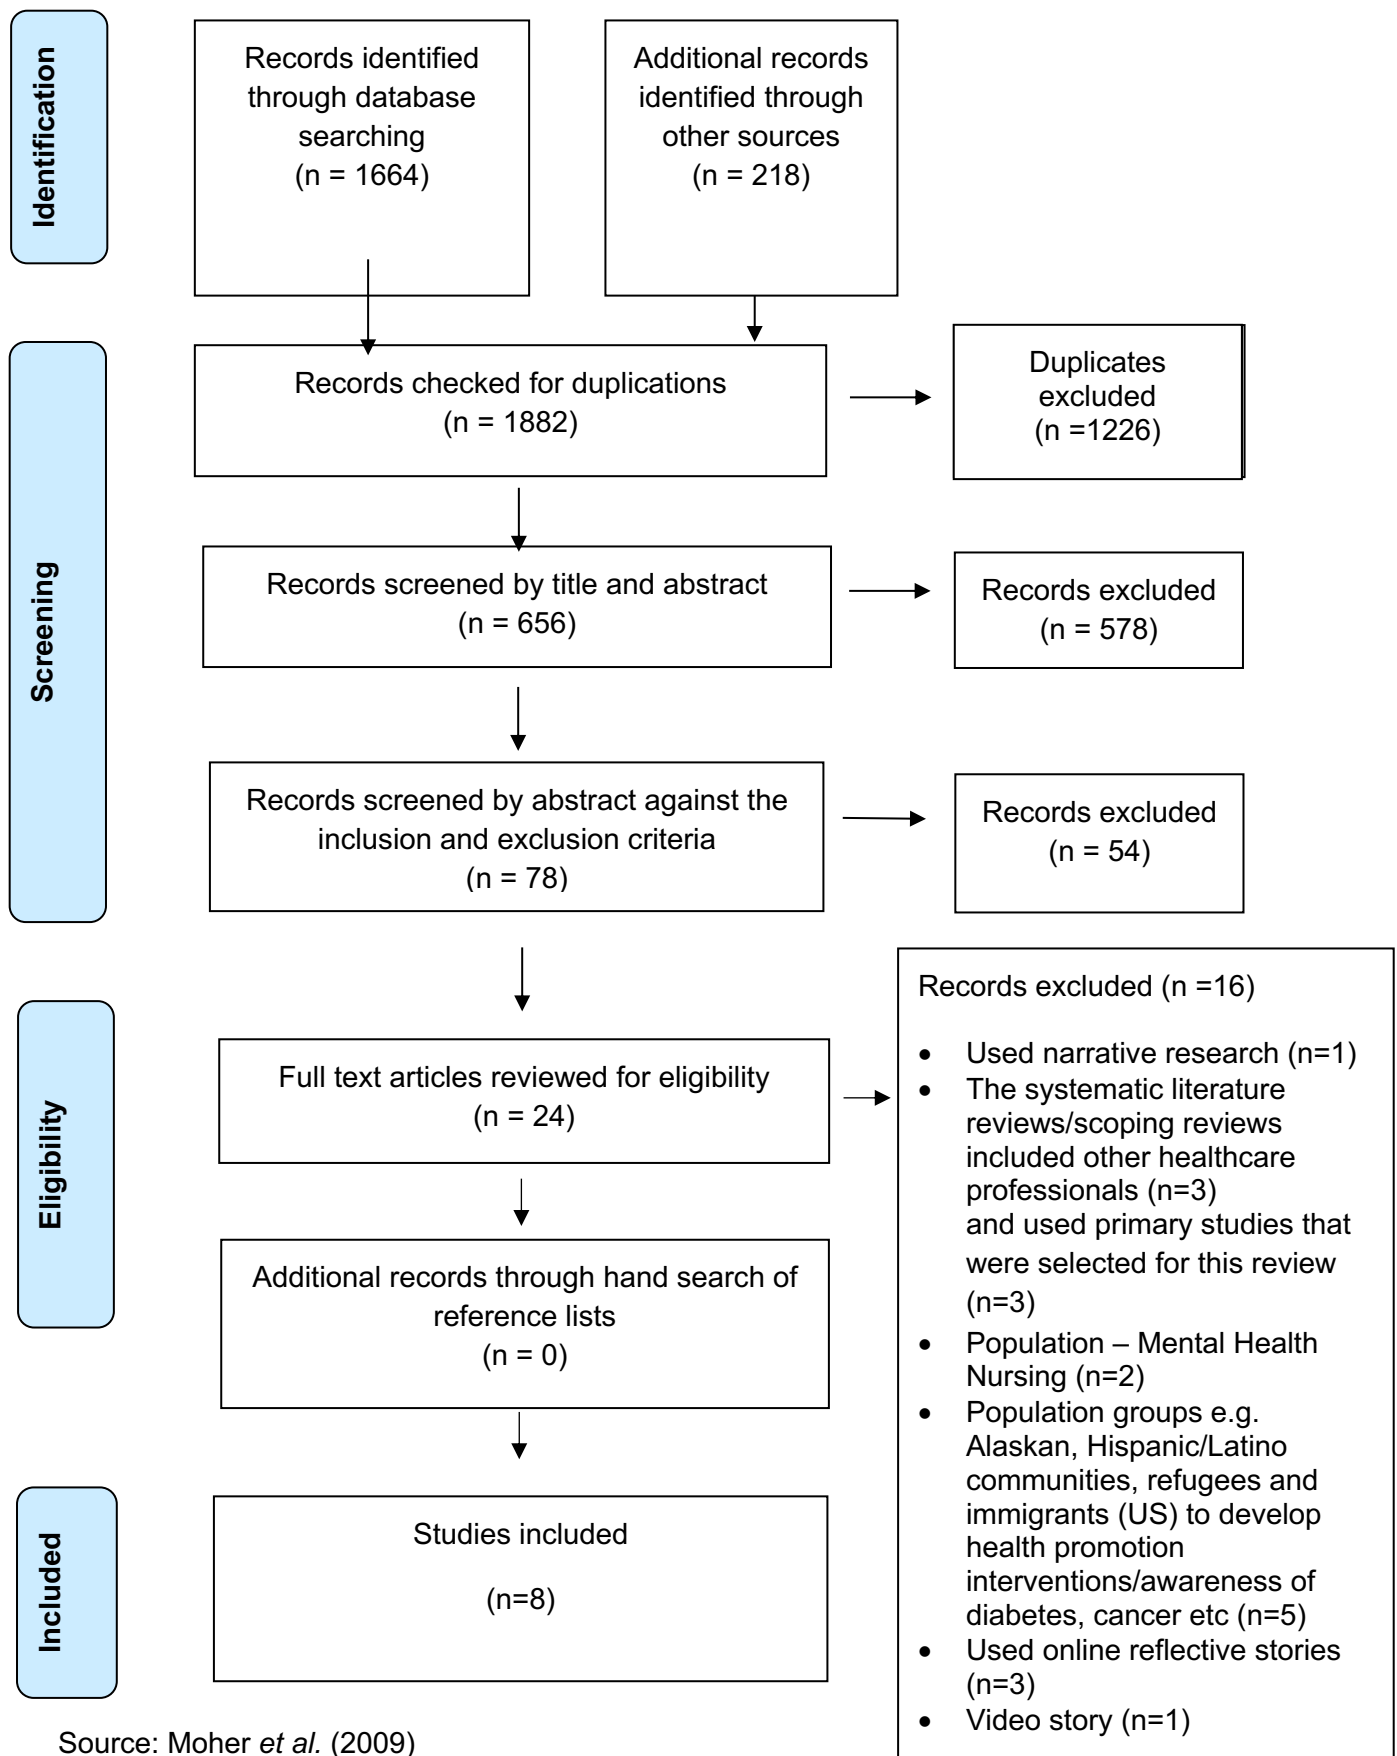 Identification
Records identified
through database
searching
(n = 1664)
Additional records
identified through
other sources
(n = 218)
Screening
Records checked for duplications
(n = 1882)
Duplicates
excluded
(n =1226)
Records screened by title and abstract
(n = 656)
Records excluded
(n = 578)
Records screened by abstract against the
inclusion and exclusion criteria
(n = 78)
Records excluded
(n = 54)
Eligibility
Full text articles reviewed for eligibility
(n = 24)
Records excluded (n =16)
• Used narrative research (n=1)
• The systematic literature
reviews/scoping reviews
included other healthcare
professionals (n=3)
and used primary studies that
were selected for this review
(n=3)
• Population – Mental Health
Nursing (n=2)
• Population groups e.g.
Alaskan, Hispanic/Latino
communities, refugees and
immigrants (US) to develop
health promotion
interventions/awareness of
diabetes, cancer etc (n=5)
• Used online reflective stories
(n=3)
• Video story (n=1)
Additional records through hand search of
reference lists
(n = 0)
Included
Studies included
(n=8)
Source: Moher et al. (2009)